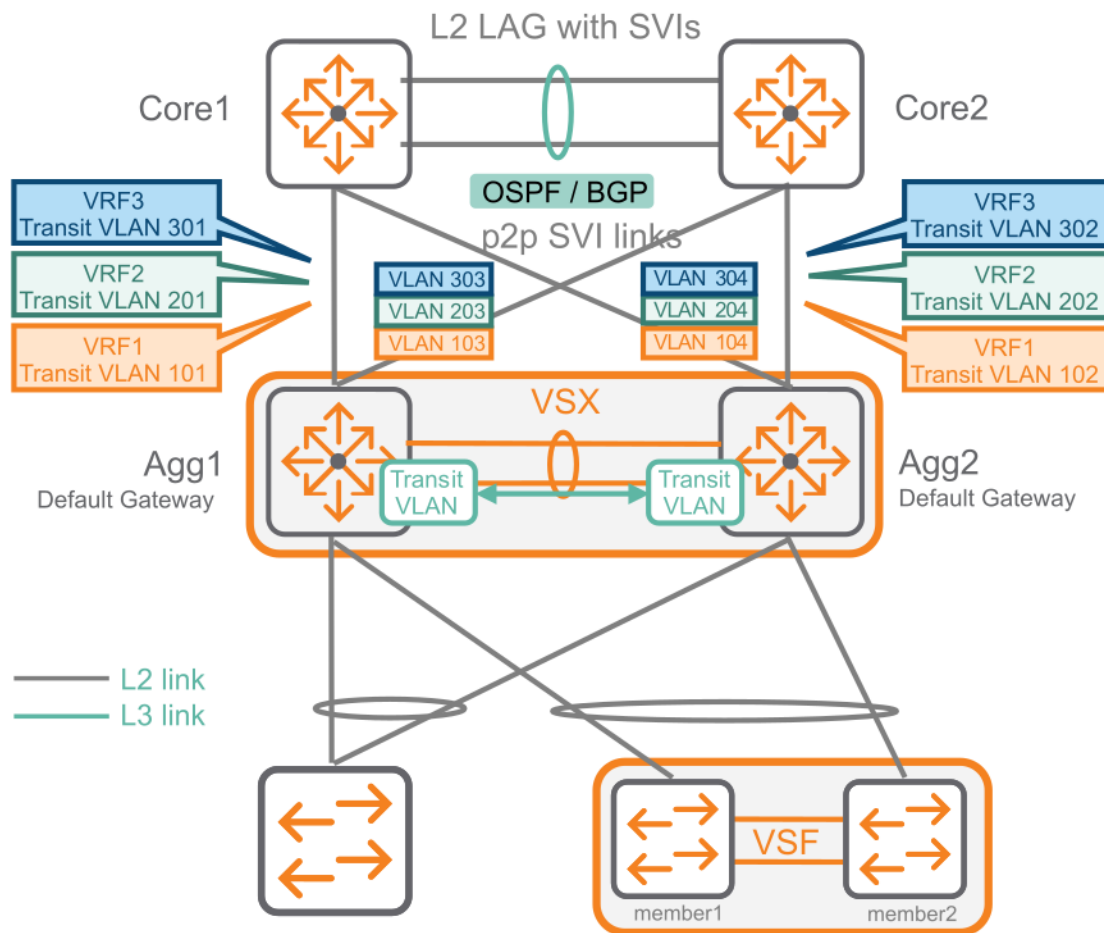 L2 LAG with SVIs
Core1
Core2
OSPF / BGP
p2p SVI links
VRF3
Transit VLAN 301
VRF2
Transit VLAN 201
VRF1
Transit VLAN 101
VLAN 303
VLAN 203
VLAN 103
VLAN 304
VLAN 204
VLAN 104
VRF3
Transit VLAN 302
VRF2
Transit VLAN 202
VRF1
Transit VLAN 102
VSX
Agg1
Default Gateway
Transit
VLAN
Transit
VLAN
Agg2
Default Gateway
L2 link
L3 link
VSF
member1
member2